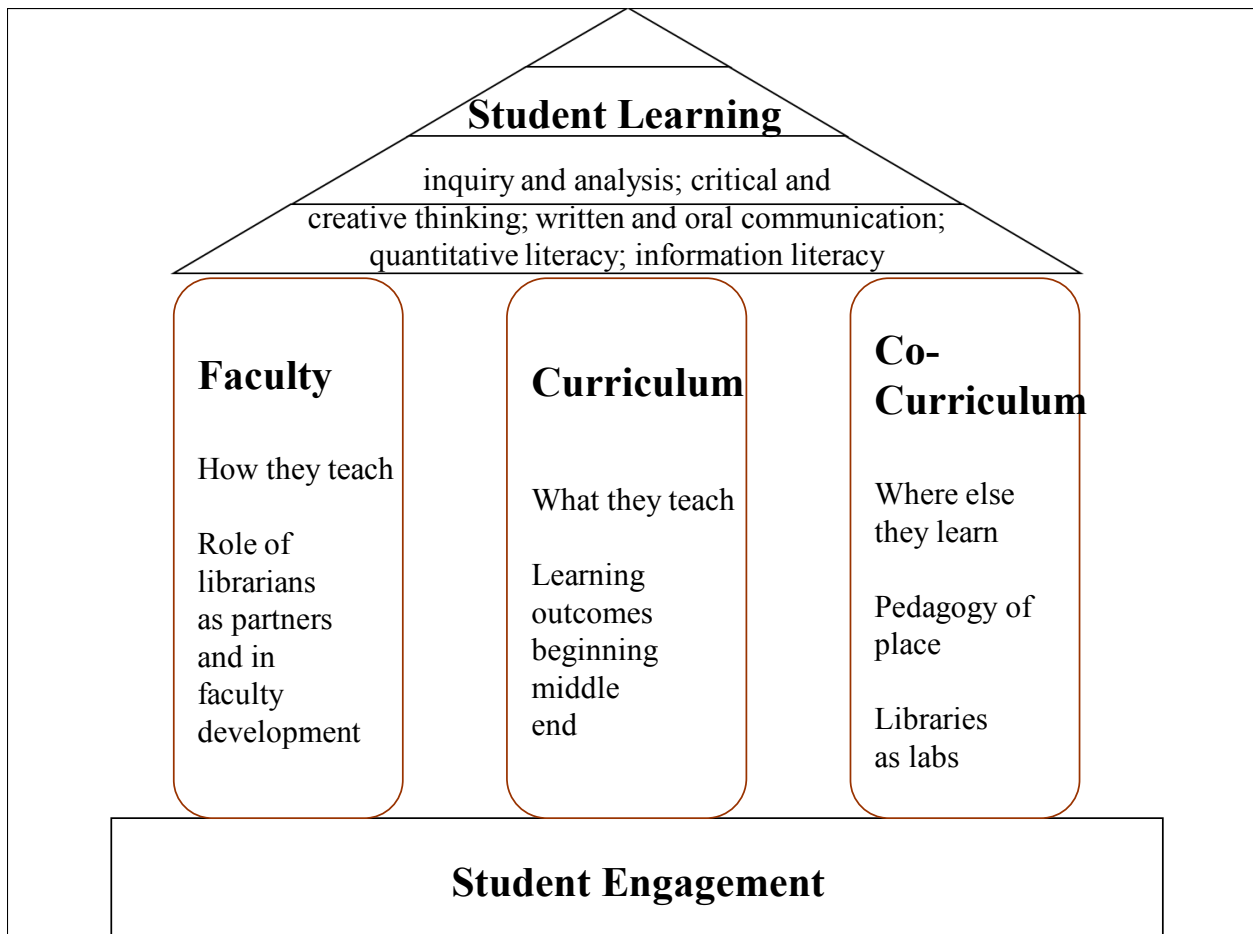 Student Learning
inquiry and analysis; critical and
creative thinking; written and oral communication;
quantitative literacy; information literacy
Faculty
How they teach
Role of
librarians
as partners
and in
faculty
development
Curriculum
What they teach
Learning
outcomes
beginning
middle
end
Co-
Curriculum
Where else
they learn
Pedagogy of
place
Libraries
as labs
Student Engagement